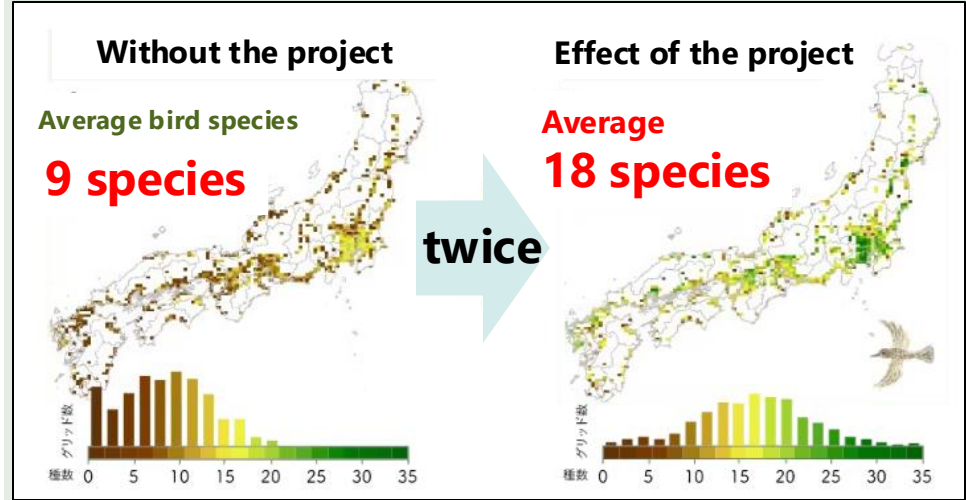 Without the project
Average bird species
9 species
twice
Effect of the project
Average
18 species
グリッド数
種数 0 5 10 15 20 25 30 35
グリッド数
種数 0 5 10 15 20 25 30 35